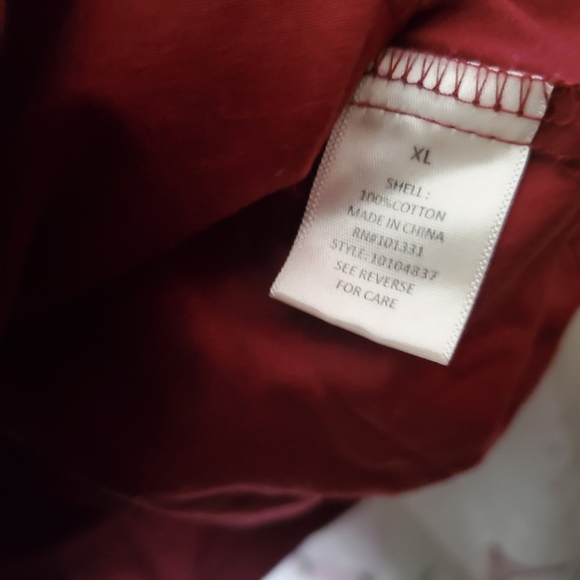 XL
SHELL :
100%COTTON
MADE IN CHINA
RN#101331
STYLE:10104837
SEE REVERSE
FOR CARE